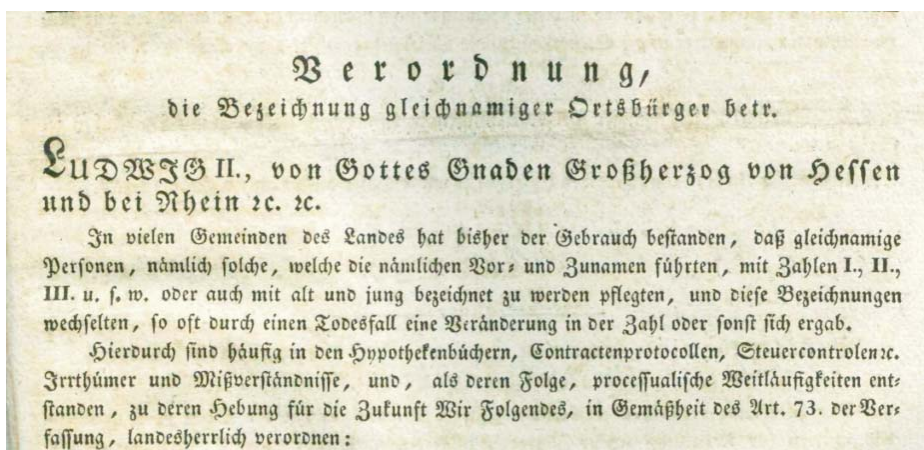 Verordnung,
die Bezeichnung gleichnamiger Ortsbürger betr.
LUDWIG II., von Gottes Gnaden Großherzog von Hessen
und bei Rhein ꝛc. ꝛc.
In vielen Gemeinden des Landes hat bisher der Gebrauch bestanden, daß gleichnamige
Personen, nämlich solche, welche die nämlichen Vor- und Zunamen führten, mit Zahlen I., II.,
III. u. s. w. oder auch mit alt und jung bezeichnet zu werden pflegten, und diese Bezeichnungen
wechselten, so oft durch einen Todesfall eine Veränderung in der Zahl oder sonst sich ergab.
Hierdurch sind häufig in den Hypothekenbüchern, Contractenprotocollen, Steuercontrolen ꝛc.
Irrthümer und Mißverständnisse, und, als deren Folge, processualische Weitläufigkeiten ent-
standen, zu deren Hebung für die Zukunft Wir Folgendes, in Gemäßheit des Art. 73. der Ver-
fassung, landesherrlich verordnen: